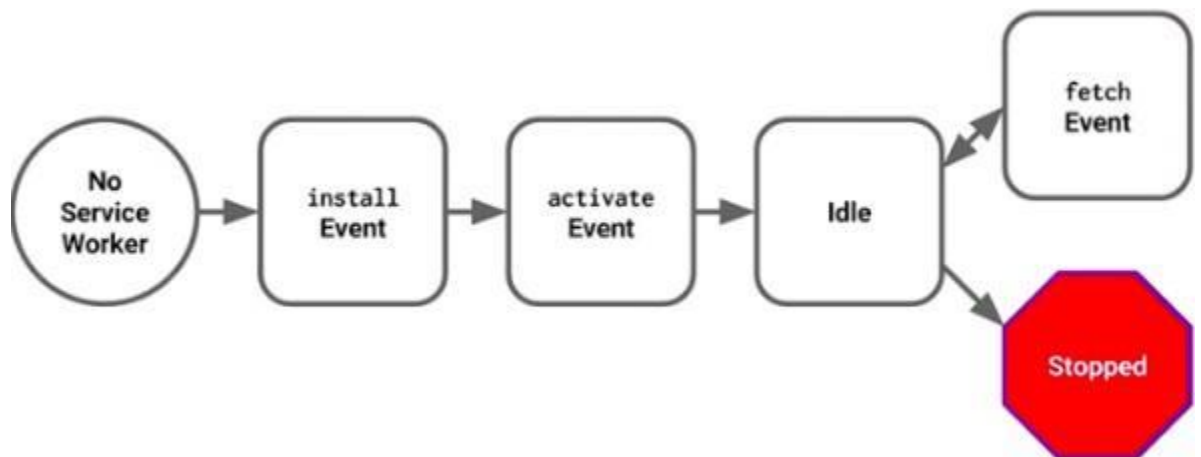 No
Service
Worker
install
Event
activate
Event
Idle
fetch
Event
Stopped